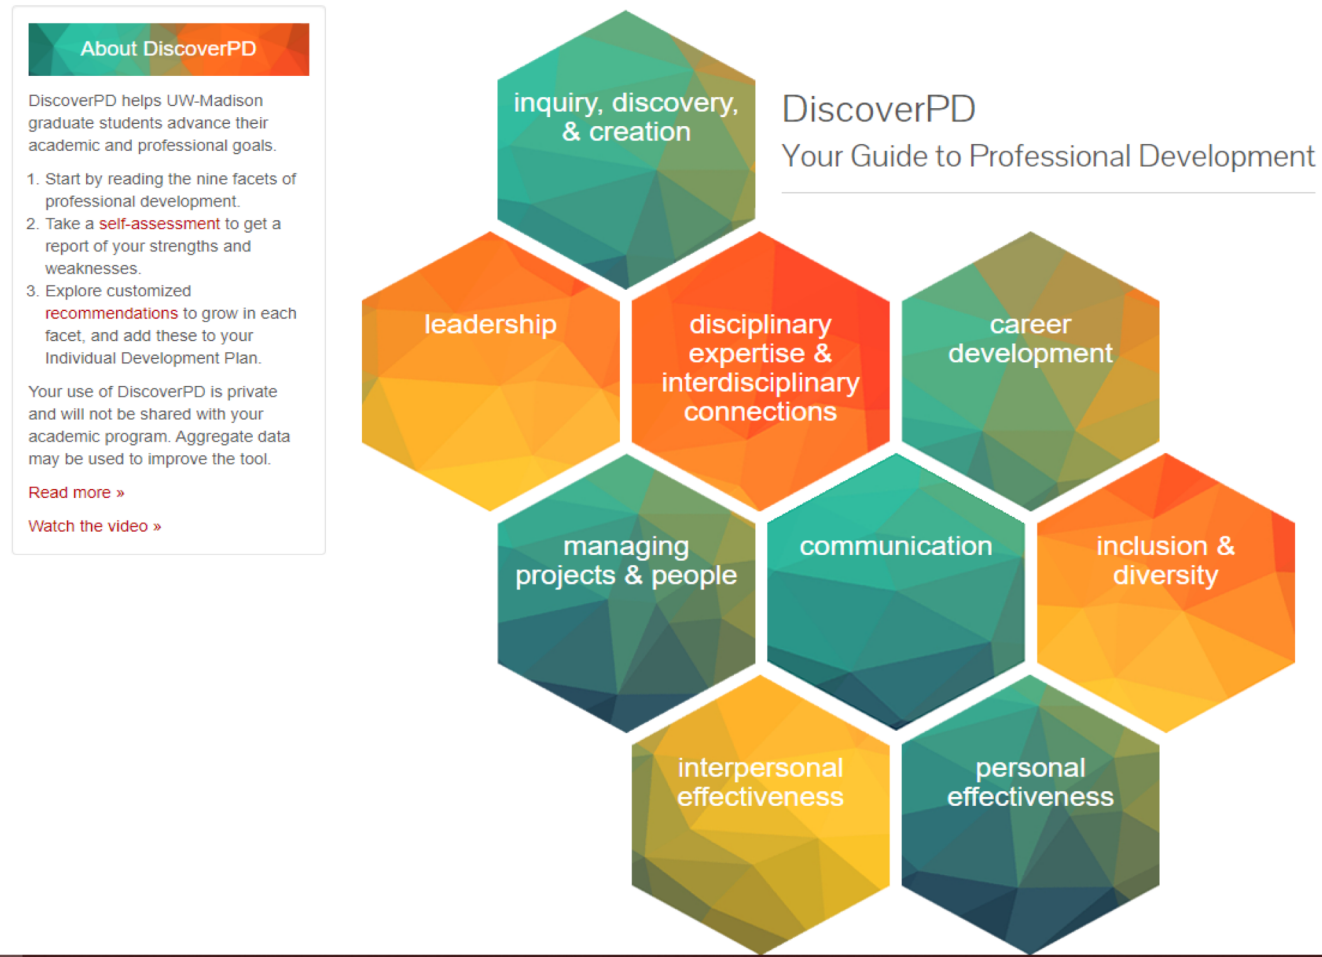 About DiscoverPD
DiscoverPD helps UW-Madison
graduate students advance their
academic and professional goals.
1. Start by reading the nine facets of
professional development.
2. Take a self-assessment to get a
report of your strengths and
weaknesses.
3. Explore customized
recommendations to grow in each
facet, and add these to your
Individual Development Plan.
Your use of DiscoverPD is private
and will not be shared with your
academic program. Aggregate data
may be used to improve the tool.
Read more »
Watch the video »
DiscoverPD
Your Guide to Professional Development
inquiry, discovery,
& creation
leadership
disciplinary
expertise &
interdisciplinary
connections
career
development
managing
projects & people
communication
inclusion &
diversity
interpersonal
effectiveness
personal
effectiveness